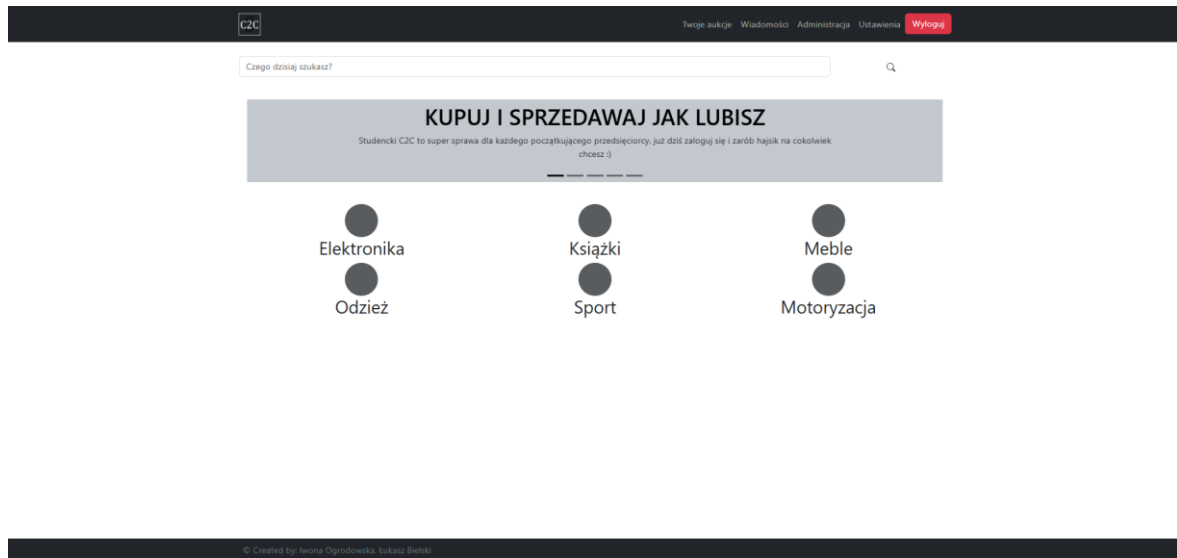 C2C
Twoje aukcje Wiadomości Administracja Ustawienia Wyloguj
Czego dzisiaj szukasz?
KUPUJ I SPRZEDAWAJ JAK LUBISZ
Studencki C2C to super sprawa dla każdego początkującego przedsięciorcy, już dziś zaloguj się i zarób hajsik na cokolwiek
chcesz :)
Elektronika Książki Meble
Odzież Sport Motoryzacja
© Created by: Iwona Ogrodowska, Łukasz Bielski